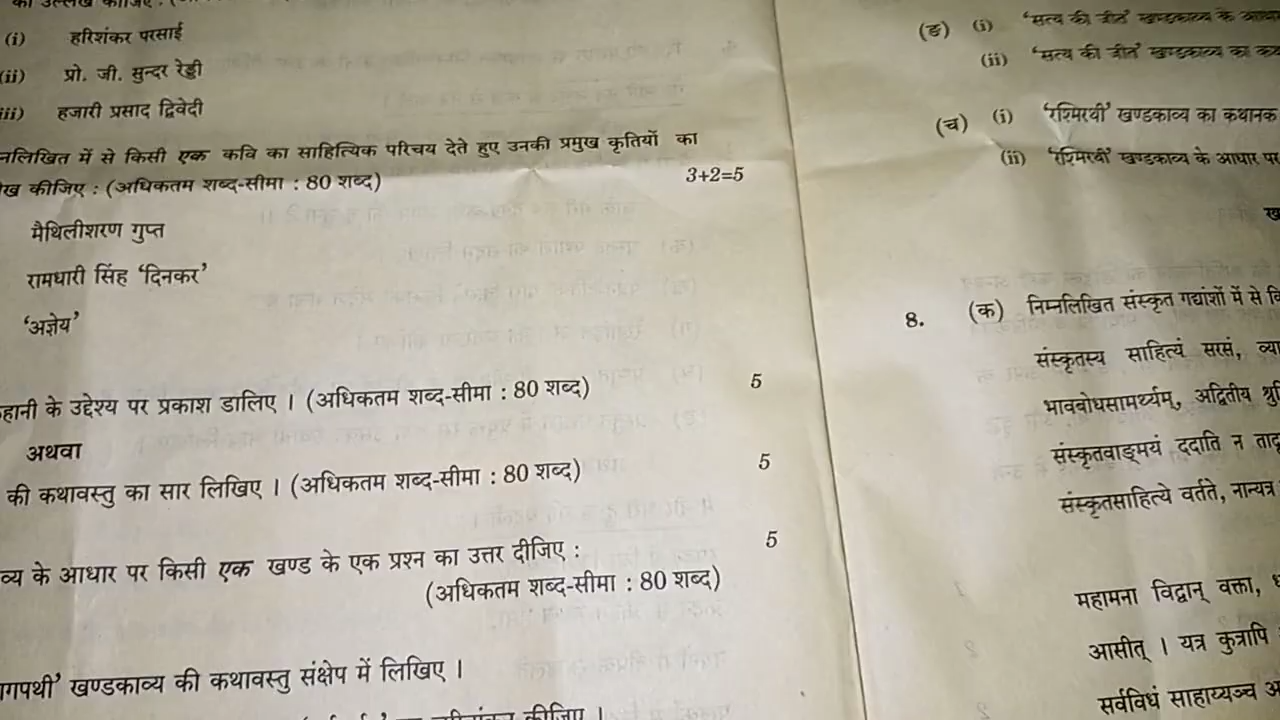 का उल्लेख कीजिए :
(i) हरिशंकर परसाई
(ii) प्रो. जी. सुन्दर रेड्डी
iii) हजारी प्रसाद द्विवेदी
नलिखित में से किसी एक कवि का साहित्यिक परिचय देते हुए उनकी प्रमुख कृतियों का
ख कीजिए : (अधिकतम शब्द-सीमा : 80 शब्द) 3+2=5
मैथिलीशरण गुप्त
रामधारी सिंह ‘दिनकर’
‘अज्ञेय’
हानी के उद्देश्य पर प्रकाश डालिए । (अधिकतम शब्द-सीमा : 80 शब्द) 5
अथवा
की कथावस्तु का सार लिखिए । (अधिकतम शब्द-सीमा : 80 शब्द) 5
व्य के आधार पर किसी एक खण्ड के एक प्रश्न का उत्तर दीजिए : 5
(अधिकतम शब्द-सीमा : 80 शब्द)
गपथी’ खण्डकाव्य की कथावस्तु संक्षेप में लिखिए ।
कीजिए ।
(ङ) (i) ‘सत्य की जीत’ खण्डकाव्य के
(ii) ‘सत्य की जीत’ खण्डकाव्य का
(च) (i) ‘रश्मिरथी’ खण्डकाव्य का कथानक
(ii) ‘रश्मिरथी’ खण्डकाव्य के आधार पर
ख
8. (क) निम्नलिखित संस्कृत गद्यांशों में से
संस्कृतस्य साहित्यं सरसं, व्या
भावबोधसामर्थ्यम्, अद्वितीय श्रु
संस्कृतवाङ्मयं ददाति न
संस्कृतसाहित्ये वर्तते, नान्यत्र
महामना विद्वान् वक्ता,
आसीत् । यत्र कुत्रापि
सर्वविधं साहाय्यञ्च